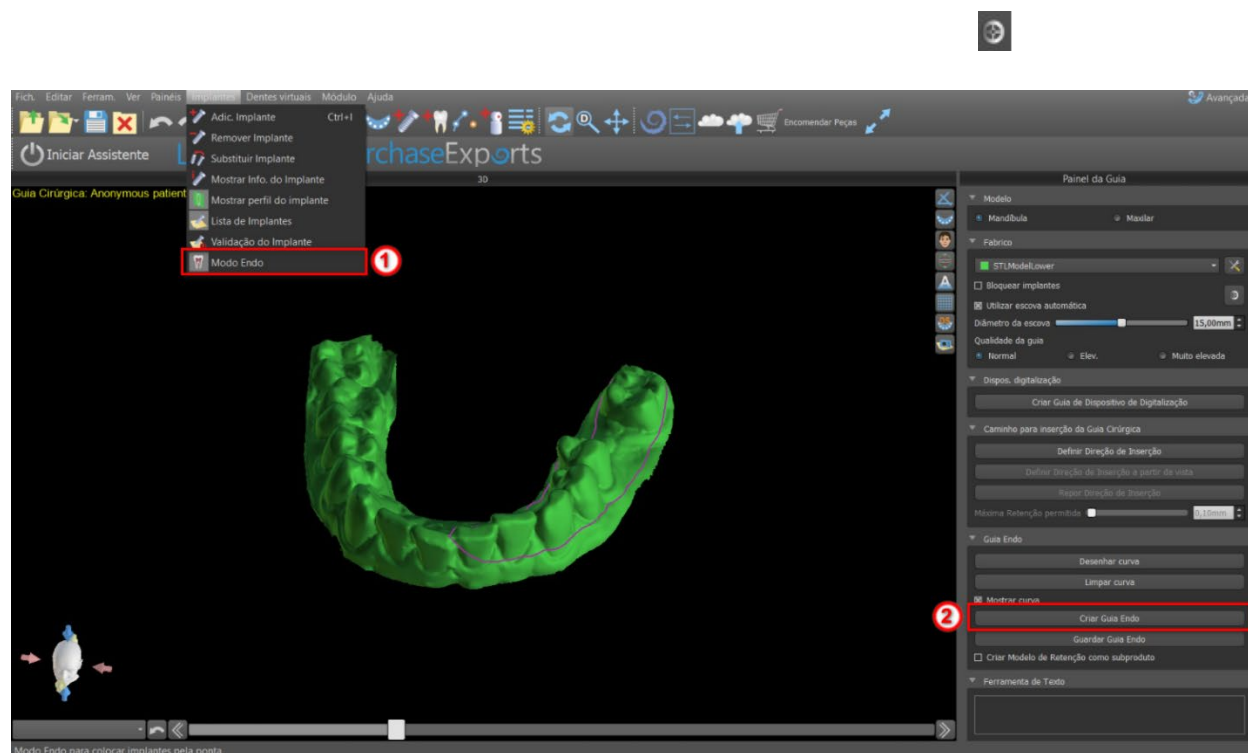 Fich. Editar Ferram. Ver Painéis Implantes Dentes virtuais Módulo Ajuda
Avançada
Adic. Implante Ctrl+I
Encomendar Peças
Remover Implante
Iniciar Assistente
rchaseExports
Substituir Implante
Mostrar Info. do Implante
3D
Painel da Guia
Guia Cirúrgica: Anonymous patient
Mostrar perfil do implante
Lista de Implantes
Validação do Implante
Modo Endo
1
Modelo
Mandíbula Maxilar
Fabrico
STLModelLower
Bloquear implantes
Utilizar escova automática
Diâmetro da escova 15,00mm
Qualidade da guia
Normal Elev. Muito elevada
Dispos. digitalização
Criar Guia de Dispositivo de Digitalização
Caminho para inserção da Guia Cirúrgica
Definir Direção de Inserção
Definir Direção de Inserção a partir da vista
Repor Direção de Inserção
Máxima Retenção permitida 0,10mm
Guia Endo
Desenhar curva
Limpar curva
Mostrar curva
2
Criar Guia Endo
Guardar Guia Endo
Criar Modelo de Retenção como subproduto
Ferramenta de Texto
Modo Endo para colocar implantes pela ponta